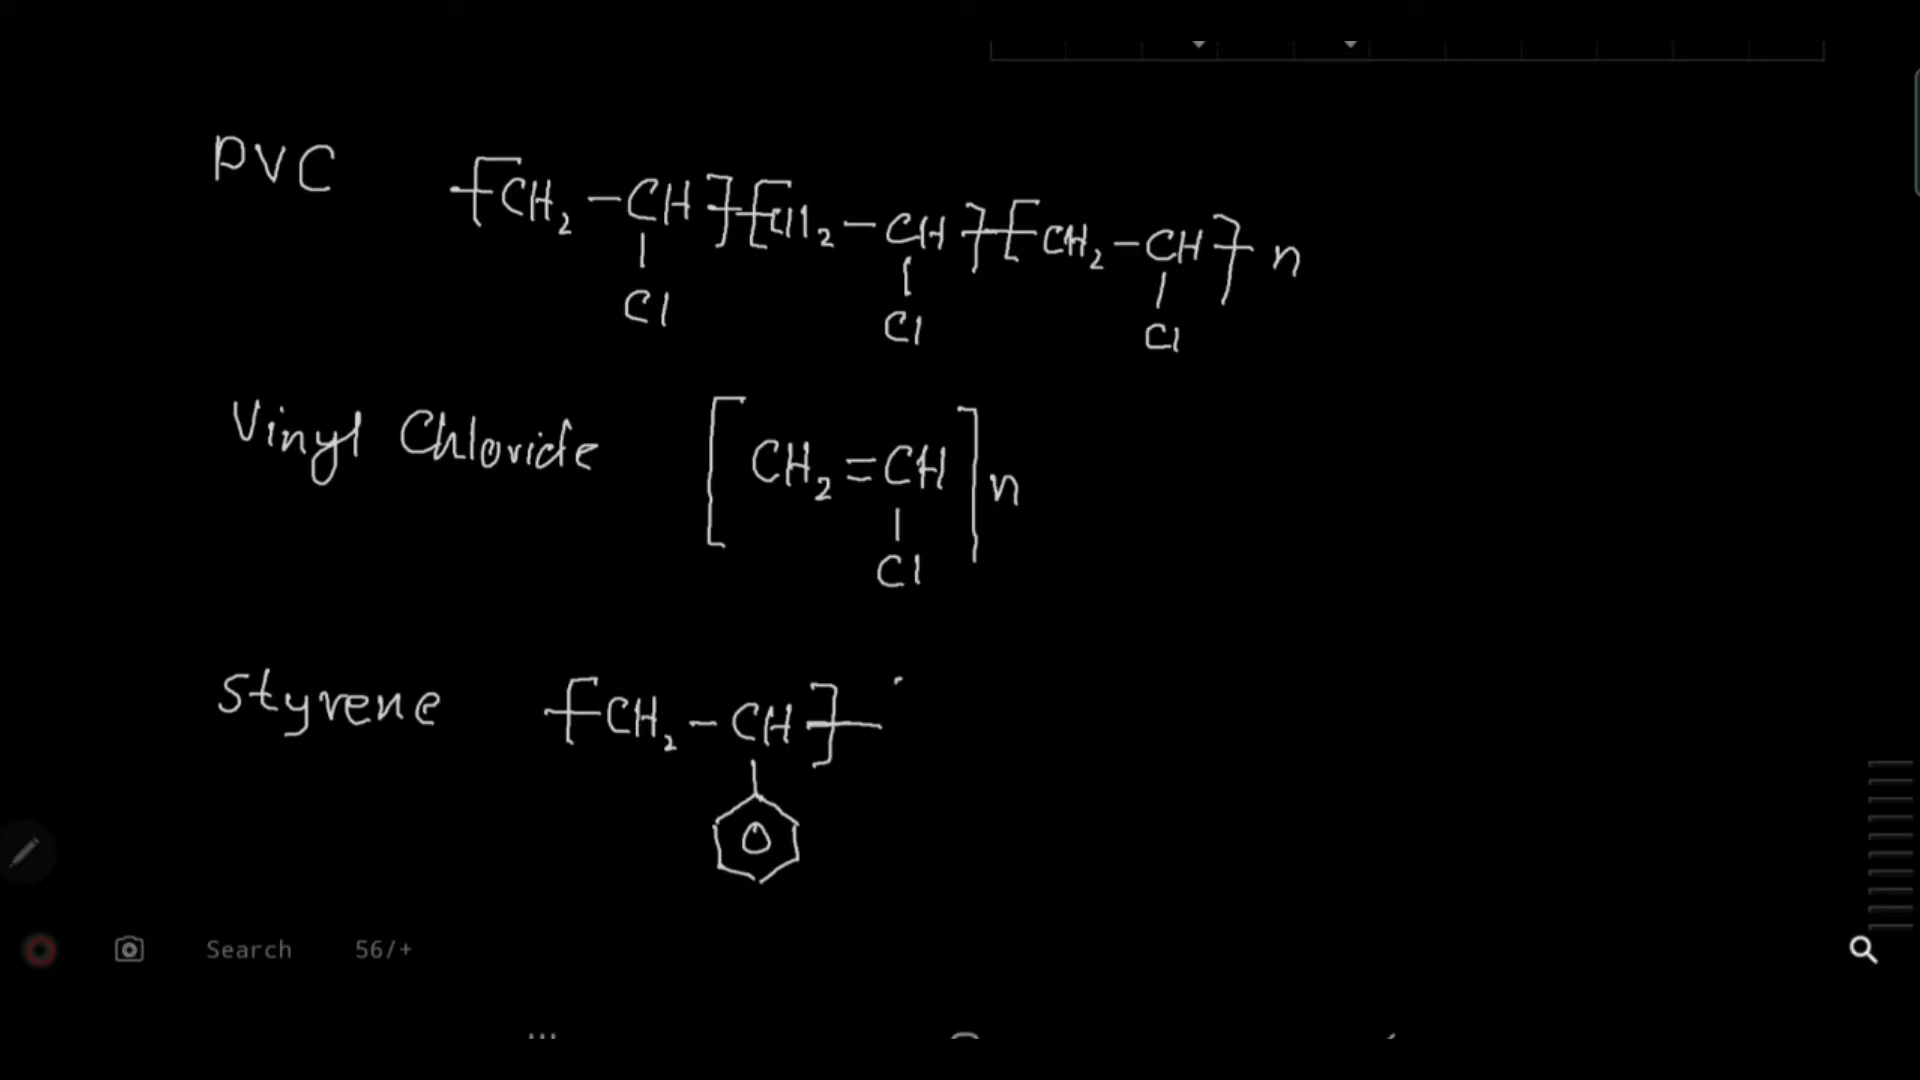 PVC -[CH₂-CH]-[CH₂-CH]-[CH₂-CH]- n
Cl Cl Cl
Vinyl Chloride [CH₂=CH]n
Cl
Styrene -[CH₂-CH]-
Search 56/+